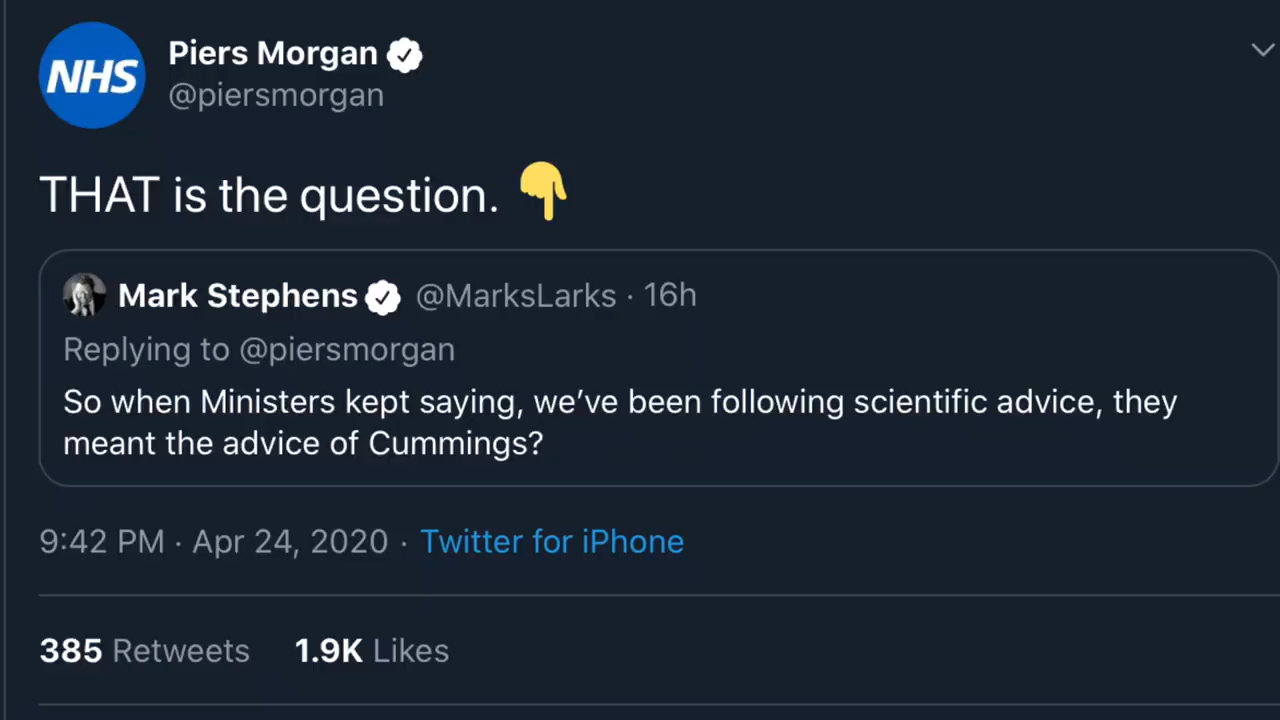 NHS
Piers Morgan
@piersmorgan
THAT is the question. 👇
Mark Stephens @MarksLarks · 16h
Replying to @piersmorgan
So when Ministers kept saying, we’ve been following scientific advice, they
meant the advice of Cummings?
9:42 PM · Apr 24, 2020 · Twitter for iPhone
385 Retweets 1.9K Likes